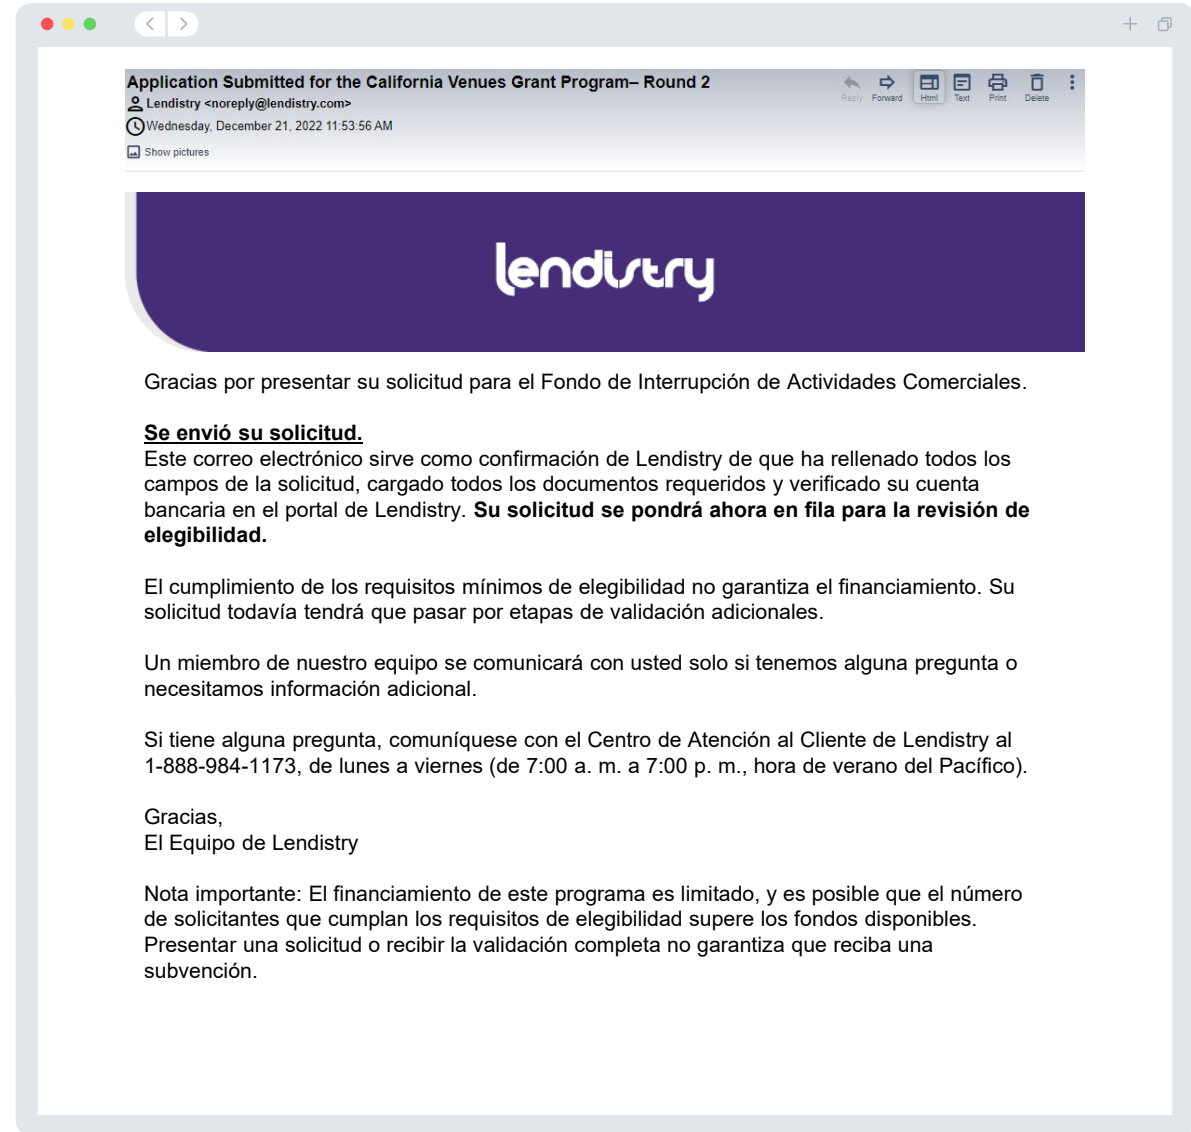 Application Submitted for the California Venues Grant Program– Round 2
Lendistry <noreply@lendistry.com>
Wednesday, December 21, 2022 11:53:56 AM
Show pictures
Reply Forward Html Text Print Delete
lendistry
Gracias por presentar su solicitud para el Fondo de Interrupción de Actividades Comerciales.
Se envió su solicitud.
Este correo electrónico sirve como confirmación de Lendistry de que ha rellenado todos los
campos de la solicitud, cargado todos los documentos requeridos y verificado su cuenta
bancaria en el portal de Lendistry. Su solicitud se pondrá ahora en fila para la revisión de
elegibilidad.
El cumplimiento de los requisitos mínimos de elegibilidad no garantiza el financiamiento. Su
solicitud todavía tendrá que pasar por etapas de validación adicionales.
Un miembro de nuestro equipo se comunicará con usted solo si tenemos alguna pregunta o
necesitamos información adicional.
Si tiene alguna pregunta, comuníquese con el Centro de Atención al Cliente de Lendistry al
1-888-984-1173, de lunes a viernes (de 7:00 a. m. a 7:00 p. m., hora de verano del Pacífico).
Gracias,
El Equipo de Lendistry
Nota importante: El financiamiento de este programa es limitado, y es posible que el número
de solicitantes que cumplan los requisitos de elegibilidad supere los fondos disponibles.
Presentar una solicitud o recibir la validación completa no garantiza que reciba una
subvención.